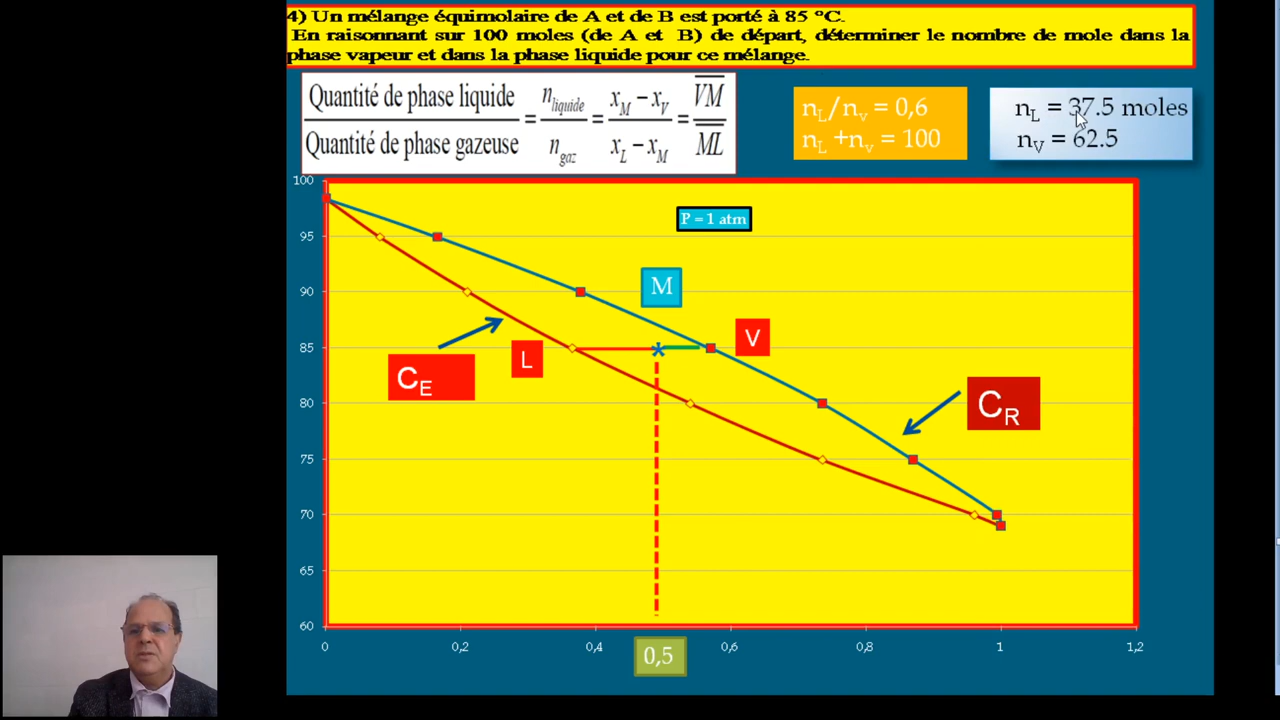 4) Un mélange équimolaire de A et de B est porté à 85 °C.
En raisonnant sur 100 moles (de A et B) de départ, déterminer le nombre de mole dans la
phase vapeur et dans la phase liquide pour ce mélange.
Quantité de phase liquide / Quantité de phase gazeuse = n liquide / n gaz = x_M − x_V / x_L − x_M = VM / ML
n_L/n_v = 0,6
n_L +n_v = 100
n_L = 37.5 moles
n_V = 62.5
100
P = 1 atm
95
M
90
V
85
L
C_E
C_R
80
75
70
65
60
0
0,2
0,4
0,5
0,6
0,8
1
1,2